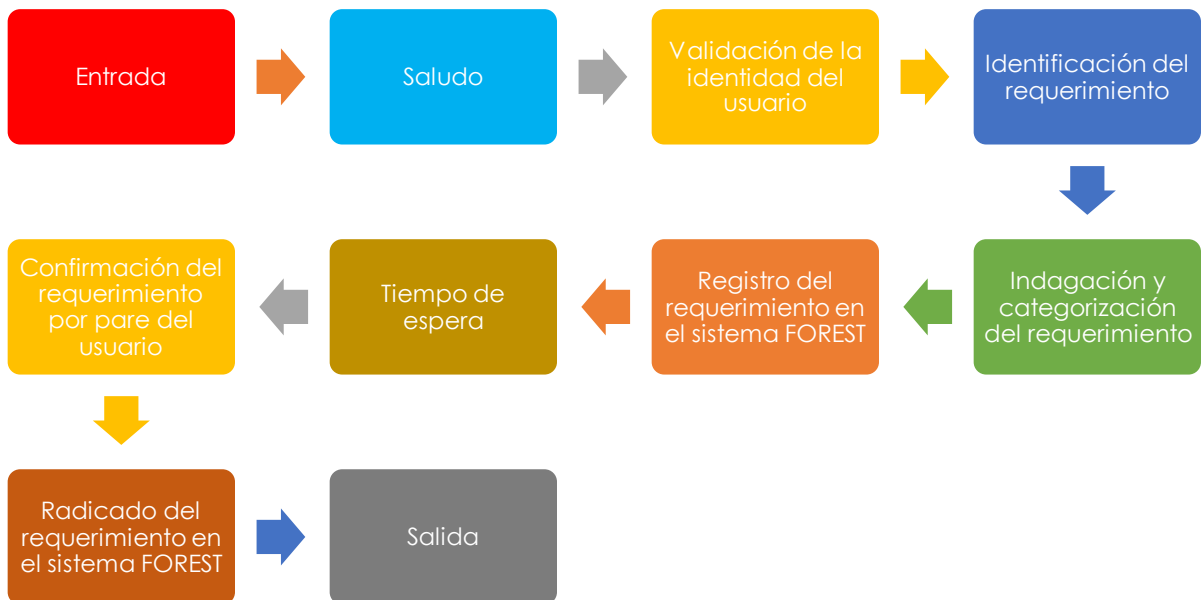 Entrada
Saludo
Validación de la
identidad del
usuario
Identificación del
requerimiento
Indagación y
categorización
del requerimiento
Registro del
requerimiento en
el sistema FOREST
Tiempo de
espera
Confirmación del
requerimiento
por pare del
usuario
Radicado del
requerimiento en
el sistema FOREST
Salida